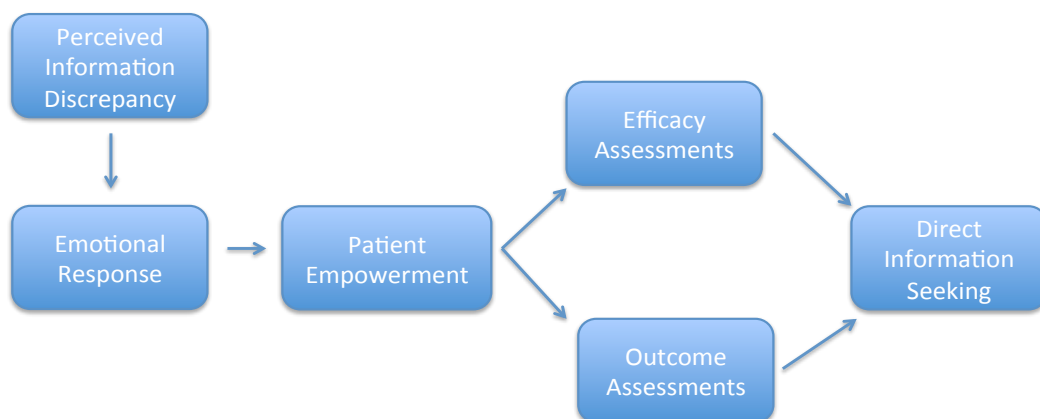 Perceived
Information
Discrepancy
Emotional
Response
Patient
Empowerment
Efficacy
Assessments
Outcome
Assessments
Direct
Information
Seeking